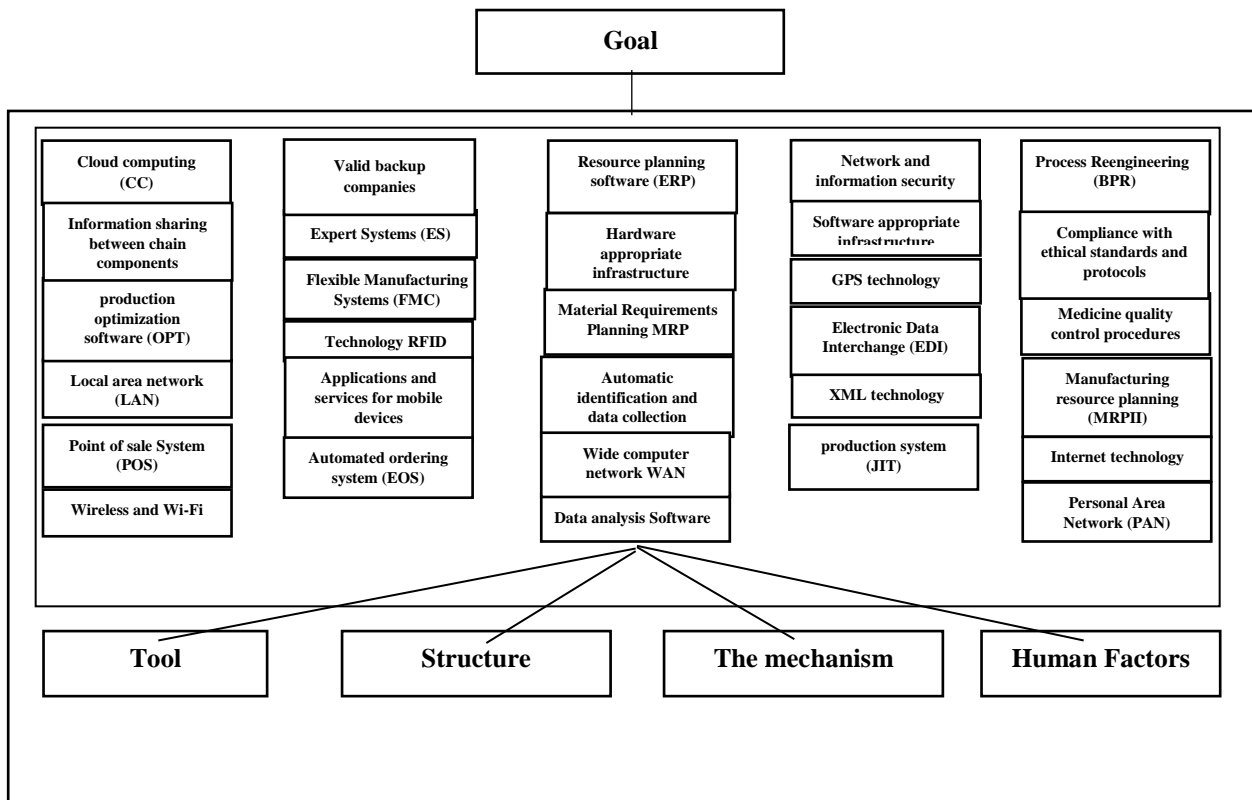 Goal
Cloud computing
(CC)
Information sharing
between chain
components
production
optimization
software (OPT)
Local area network
(LAN)
Point of sale System
(POS)
Wireless and Wi-Fi
Valid backup
companies
Expert Systems (ES)
Flexible Manufacturing
Systems (FMC)
Technology RFID
Applications and
services for mobile
devices
Automated ordering
system (EOS)
Resource planning
software (ERP)
Hardware
appropriate
infrastructure
Material Requirements
Planning MRP
Automatic
identification and
data collection
Wide computer
network WAN
Data analysis Software
Network and
information security
Software appropriate
infrastructure
GPS technology
Electronic Data
Interchange (EDI)
XML technology
production system
(JIT)
Process Reengineering
(BPR)
Compliance with
ethical standards and
protocols
Medicine quality
control procedures
Manufacturing
resource planning
(MRPII)
Internet technology
Personal Area
Network (PAN)
Tool
Structure
The mechanism
Human Factors